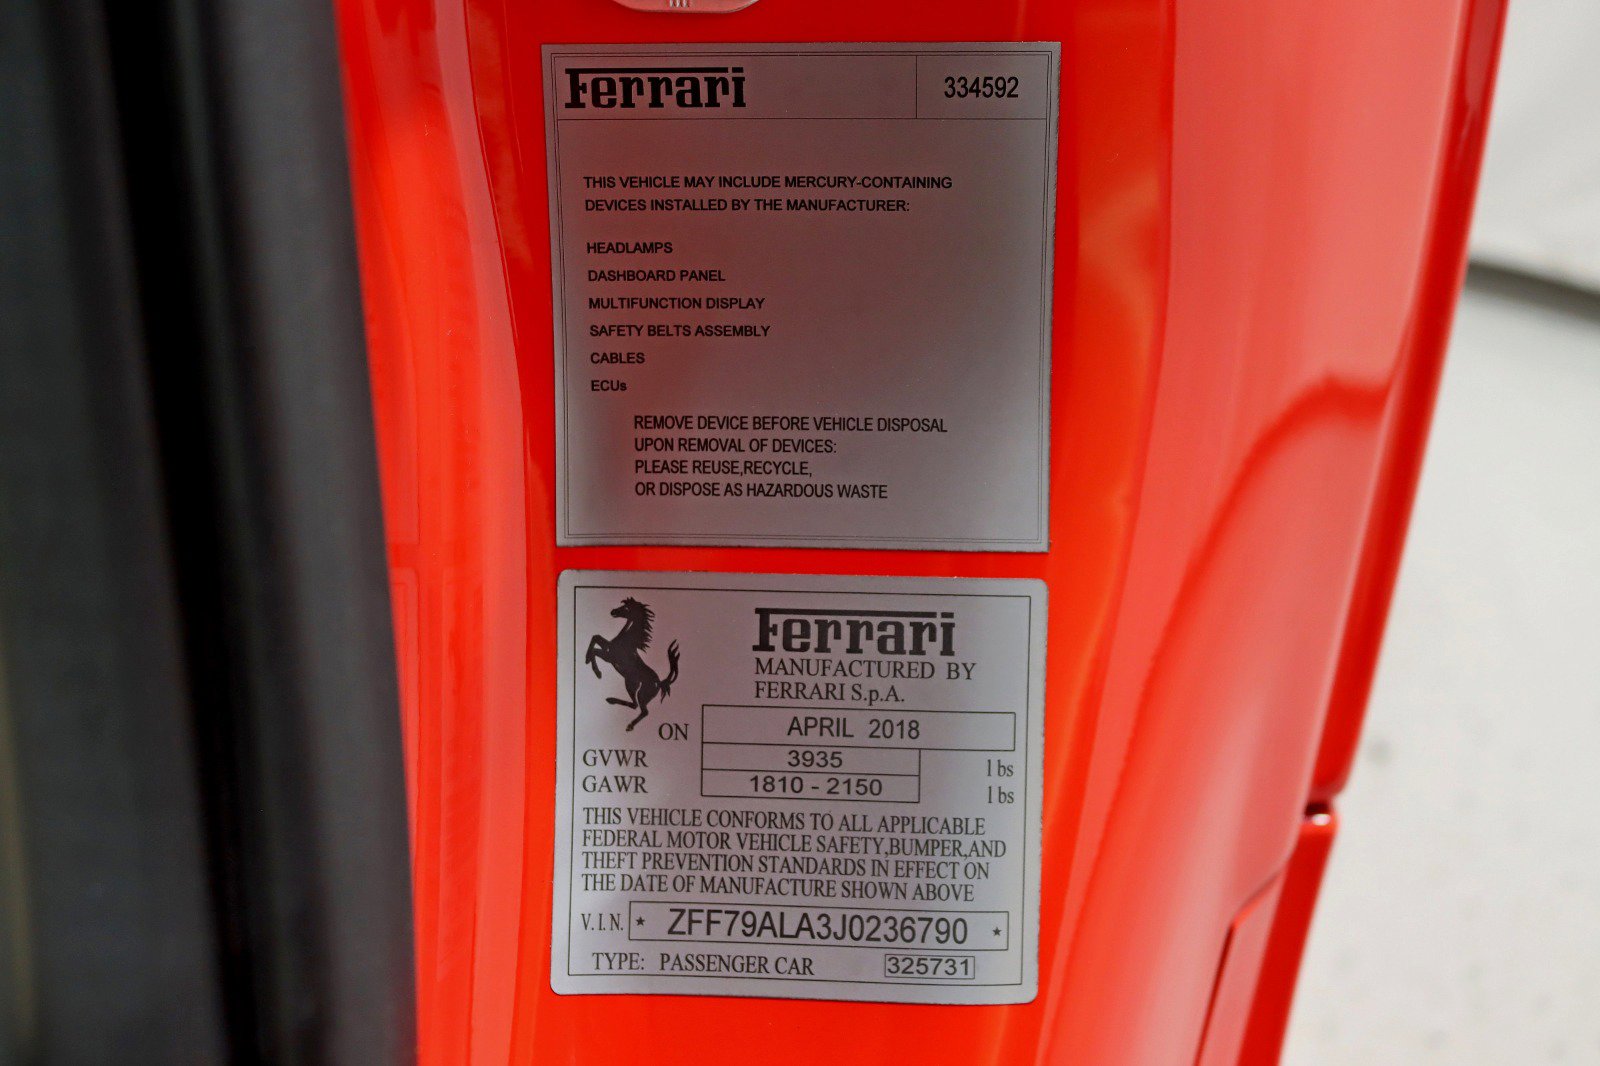 Ferrari 334592
THIS VEHICLE MAY INCLUDE MERCURY-CONTAINING
DEVICES INSTALLED BY THE MANUFACTURER:
HEADLAMPS
DASHBOARD PANEL
MULTIFUNCTION DISPLAY
SAFETY BELTS ASSEMBLY
CABLES
ECUs
REMOVE DEVICE BEFORE VEHICLE DISPOSAL
UPON REMOVAL OF DEVICES:
PLEASE REUSE,RECYCLE,
OR DISPOSE AS HAZARDOUS WASTE
Ferrari
MANUFACTURED BY
FERRARI S.p.A.
ON APRIL 2018
GVWR 3935 lbs
GAWR 1810 - 2150 lbs
THIS VEHICLE CONFORMS TO ALL APPLICABLE
FEDERAL MOTOR VEHICLE SAFETY,BUMPER,AND
THEFT PREVENTION STANDARDS IN EFFECT ON
THE DATE OF MANUFACTURE SHOWN ABOVE
V.I.N. * ZFF79ALA3J0236790 *
TYPE: PASSENGER CAR 325731